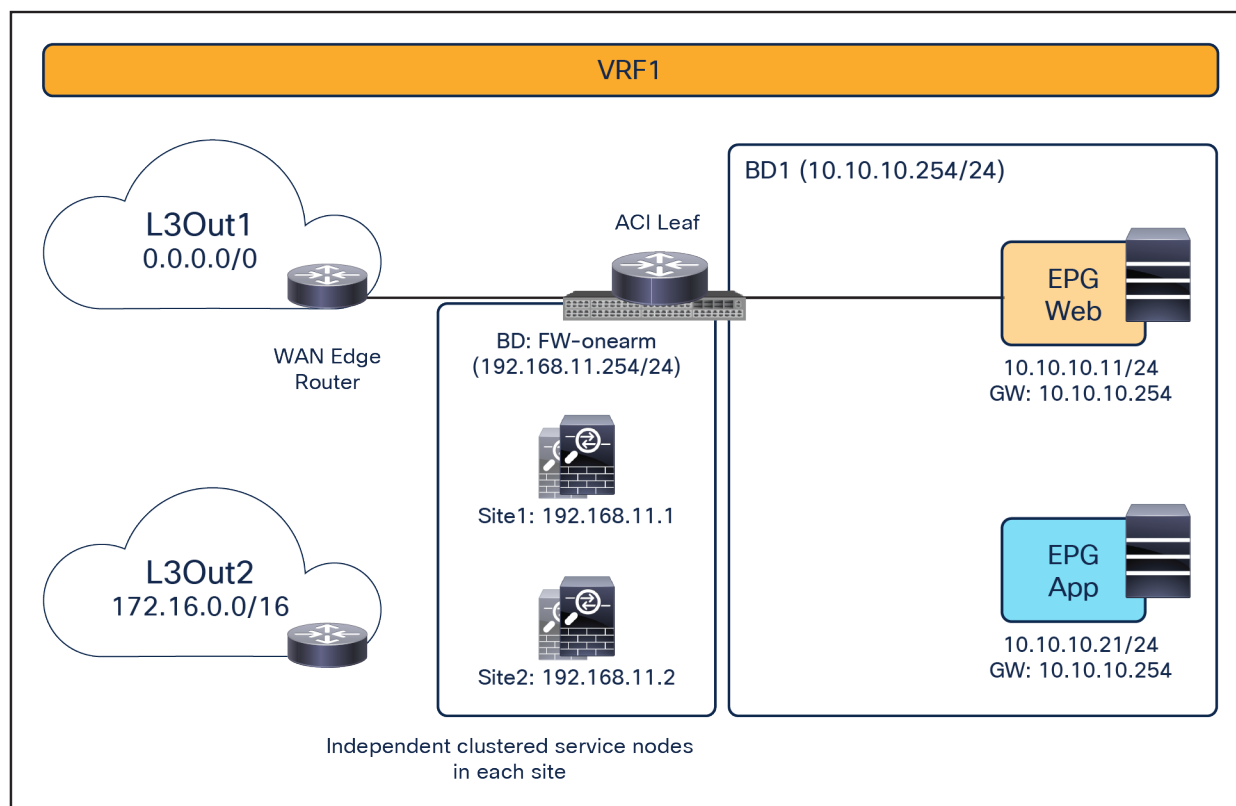 VRF1
L3Out1
0.0.0.0/0
WAN Edge
Router
ACI Leaf
BD1 (10.10.10.254/24)
EPG
Web
10.10.10.11/24
GW: 10.10.10.254
BD: FW-onearm
(192.168.11.254/24)
Site1: 192.168.11.1
L3Out2
172.16.0.0/16
Site2: 192.168.11.2
EPG
App
10.10.10.21/24
GW: 10.10.10.254
Independent clustered service nodes
in each site